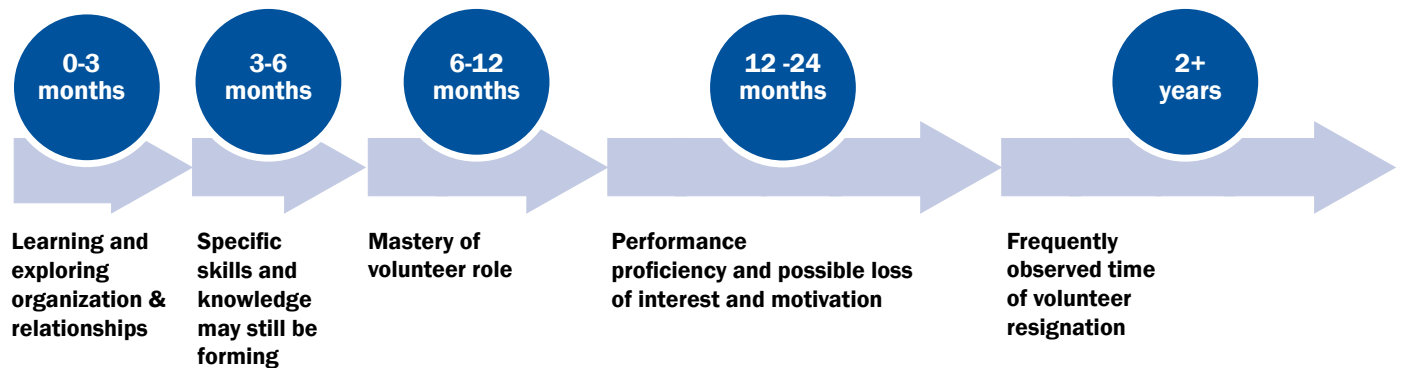 0-3
months
3-6
months
6-12
months
12 -24
months
2+
years
Learning and
exploring
organization &
relationships
Specific
skills and
knowledge
may still be
forming
Mastery of
volunteer role
Performance
proficiency and possible loss
of interest and motivation
Frequently
observed time
of volunteer
resignation